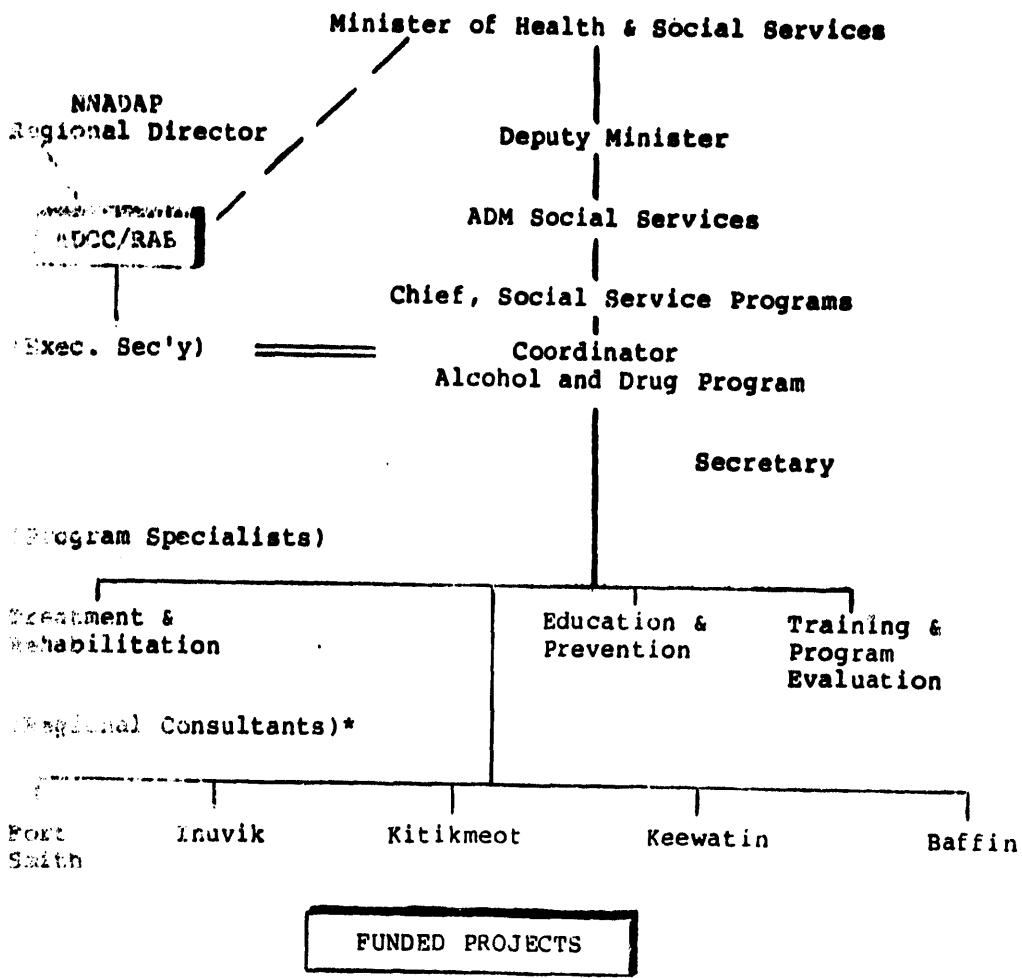 Minister of Health & Social Services
NNADAP
Regional Director
Deputy Minister
ADM Social Services
ADCC/RAB
Chief, Social Service Programs
(Exec. Sec'y)
Coordinator
Alcohol and Drug Program
Secretary
(Program Specialists)
Treatment &
Rehabilitation
Education &
Prevention
Training &
Program
Evaluation
(Regional Consultants)*
Fort
Smith
Inuvik
Kitikmeot
Keewatin
Baffin
FUNDED PROJECTS